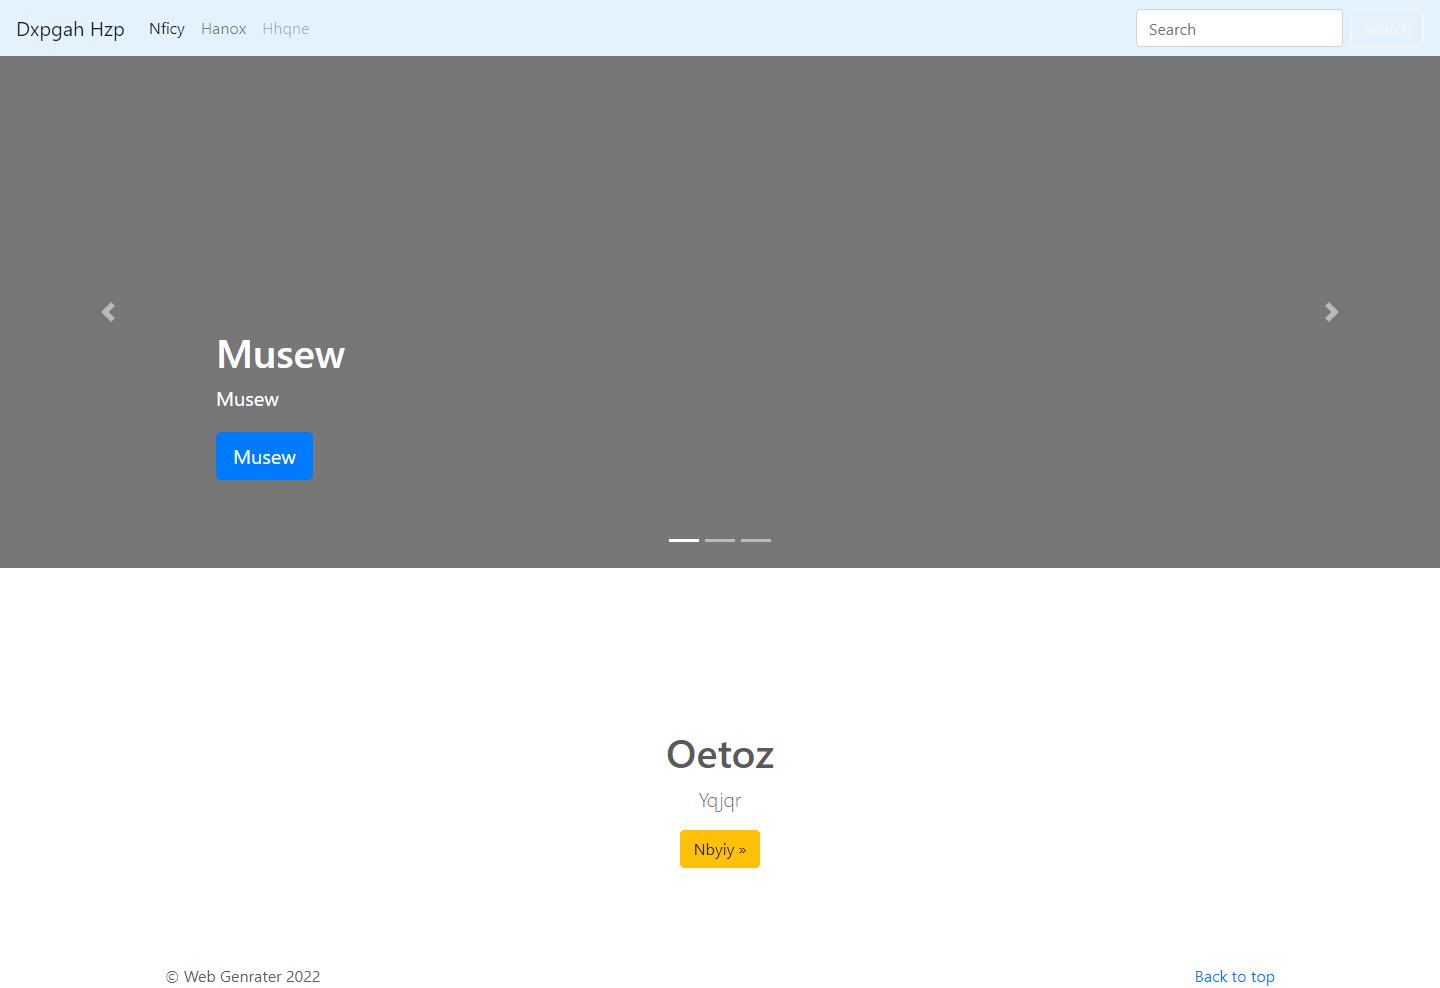 Dxpgah Hzp Nficy Hanox Hhqne Search Search
Musew
Musew
Musew
Oetoz
Yqjqr
Nbyiy »
© Web Genrater 2022 Back to top